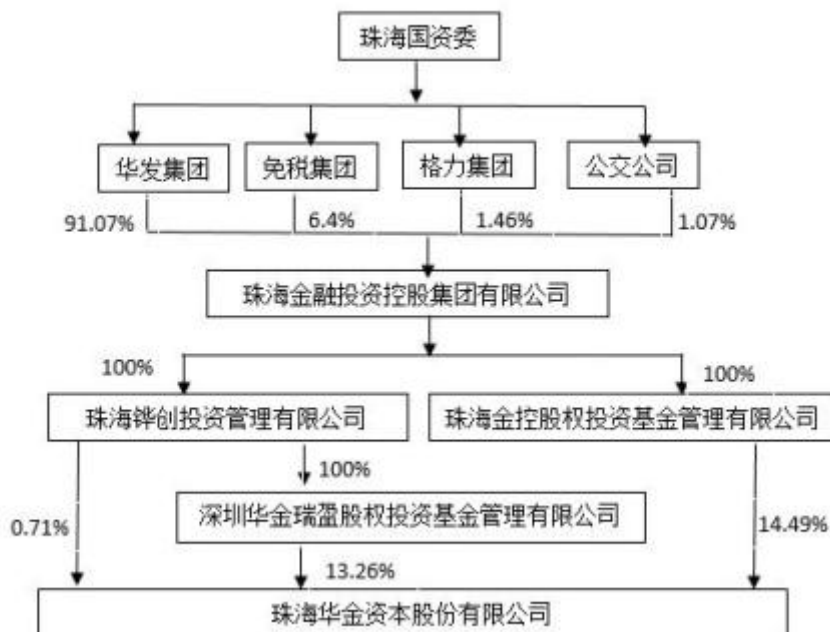 珠海国资委
华发集团
免税集团
格力集团
公交公司
91.07%
6.4%
1.46%
1.07%
珠海金融投资控股集团有限公司
100%
100%
珠海铧创投资管理有限公司
珠海金控股权投资基金管理有限公司
100%
深圳华金瑞盈股权投资基金管理有限公司
0.71%
14.49%
13.26%
珠海华金资本股份有限公司